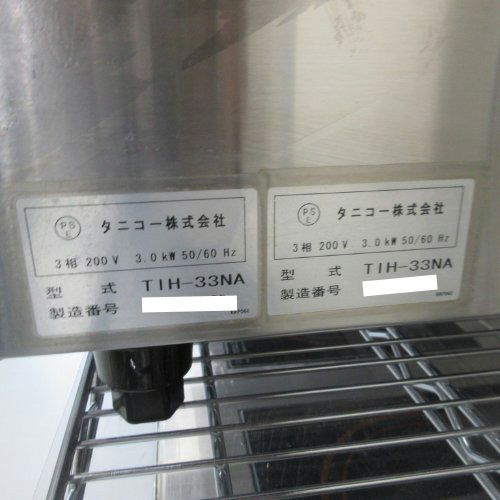 PS
E
タニコー株式会社
3相 200V 3.0kW 50/60 Hz
型 式 TIH-33NA
製造番号
PS
E
タニコー株式会社
3相 200V 3.0kW 50/60 Hz
型 式 TIH-33NA
製造番号